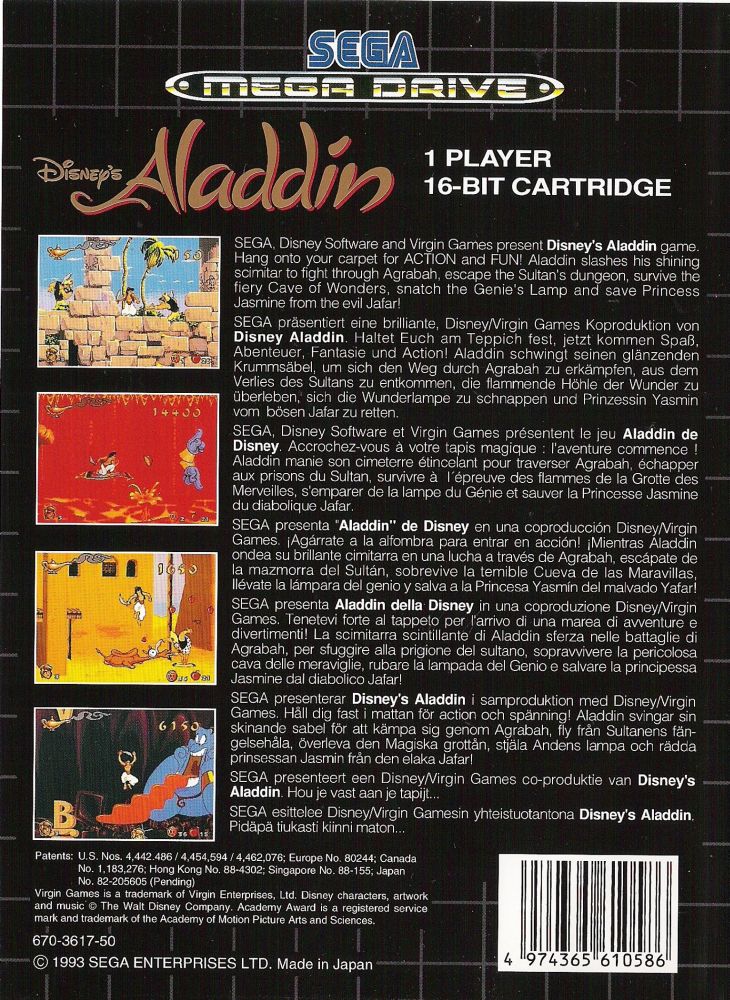 SEGA
MEGA DRIVE
DISNEY'S Aladdin
1 PLAYER
16-BIT CARTRIDGE
SEGA, Disney Software and Virgin Games present Disney's Aladdin game.
Hang onto your carpet for ACTION and FUN! Aladdin slashes his shining
scimitar to fight through Agrabah, escape the Sultan's dungeon, survive the
fiery Cave of Wonders, snatch the Genie's Lamp and save Princess
Jasmine from the evil Jafar!
SEGA präsentiert eine brilliante, Disney/Virgin Games Koproduktion von
Disney Aladdin. Haltet Euch am Teppich fest, jetzt kommen Spaß,
Abenteuer, Fantasie und Action! Aladdin schwingt seinen glänzenden
Krummsäbel, um sich den Weg durch Agrabah zu erkämpfen, aus dem
Verlies des Sultans zu entkommen, die flammende Höhle der Wunder zu
überleben, sich die Wunderlampe zu schnappen und Prinzessin Yasmin
vom bösen Jafar zu retten.
14400
SEGA, Disney Software et Virgin Games présentent le jeu Aladdin de
Disney. Accrochez-vous à votre tapis magique : l'aventure commence !
Aladdin manie son cimeterre étincelant pour traverser Agrabah, échapper
aux prisons du Sultan, survivre à l´épreuve des flammes de la Grotte des
Merveilles, s'emparer de la lampe du Génie et sauver la Princesse Jasmine
du diabolique Jafar.
SEGA presenta "Aladdin" de Disney en una coproducción Disney/Virgin
Games. ¡Agárrate a la alfombra para entrar en acción! ¡Mientras Aladdin
ondea su brillante cimitarra en una lucha a través de Agrabah, escápate de
la mazmorra del Sultán, sobrevive la temible Cueva de las Maravillas,
llévate la lámpara del genio y salva a la Princesa Yasmín del malvado Yafar!
1650
SEGA presenta Aladdin della Disney in una coproduzione Disney/Virgin
Games. Tenetevi forte al tappeto per l'arrivo di una marea di avventure e
divertimenti! La scimitarra scintillante di Aladdin sferza nelle battaglie di
Agrabah, per sfuggire alla prigione del sultano, sopravvivere la pericolosa
cava delle meraviglie, rubare la lampada del Genio e salvare la principessa
Jasmine dal diabolico Jafar!
6150
B
SEGA presenterar Disney's Aladdin i samproduktion med Disney/Virgin
Games. Håll dig fast i mattan för action och spänning! Aladdin svingar sin
skinande sabel för att kämpa sig genom Agrabah, fly från Sultanens fän-
gelsehåla, överleva den Magiska grottån, stjäla Andens lampa och rädda
prinsessan Jasmin från den elaka Jafar!
SEGA presenteert een Disney/Virgin Games co-produktie van Disney's
Aladdin. Hou je vast aan je tapijt...
SEGA esittelee Disney/Virgin Gamesin yhteistuotantona Disney's Aladdin.
Pidäpä tiukasti kiinni maton...
Patents: U.S. Nos. 4,442.486 / 4,454,594 / 4,462,076; Europe No. 80244; Canada
No. 1,183,276; Hong Kong No. 88-4302; Singapore No. 88-155; Japan
No. 82-205605 (Pending)
Virgin Games is a trademark of Virgin Enterprises, Ltd. Disney characters, artwork
and music © The Walt Disney Company. Academy Award is a registered service
mark and trademark of the Academy of Motion Picture Arts and Sciences.
670-3617-50
© 1993 SEGA ENTERPRISES LTD. Made in Japan
4 974365 610586